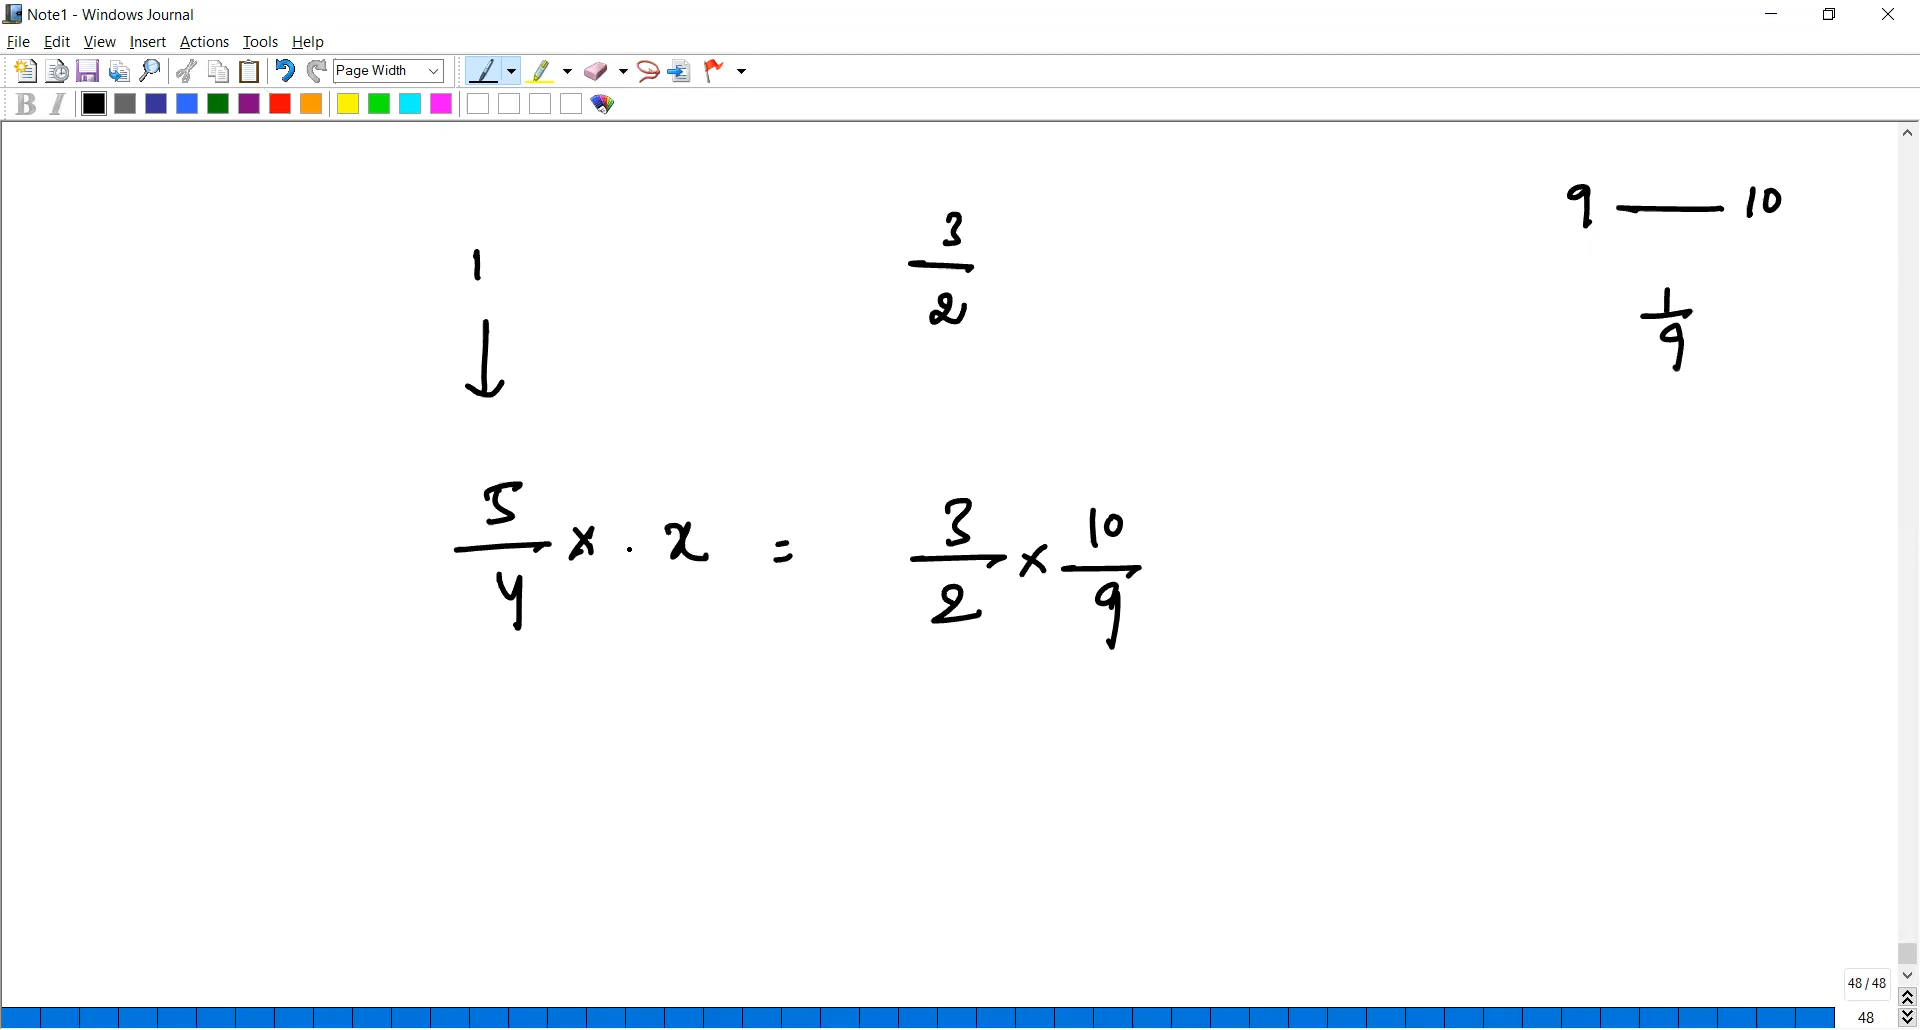 Note1 - Windows Journal
File Edit View Insert Actions Tools Help
Page Width
B I
9 — 10
3
1
2
1
9
5/4 × . x = 3/2 × 10/9
48 / 48
48